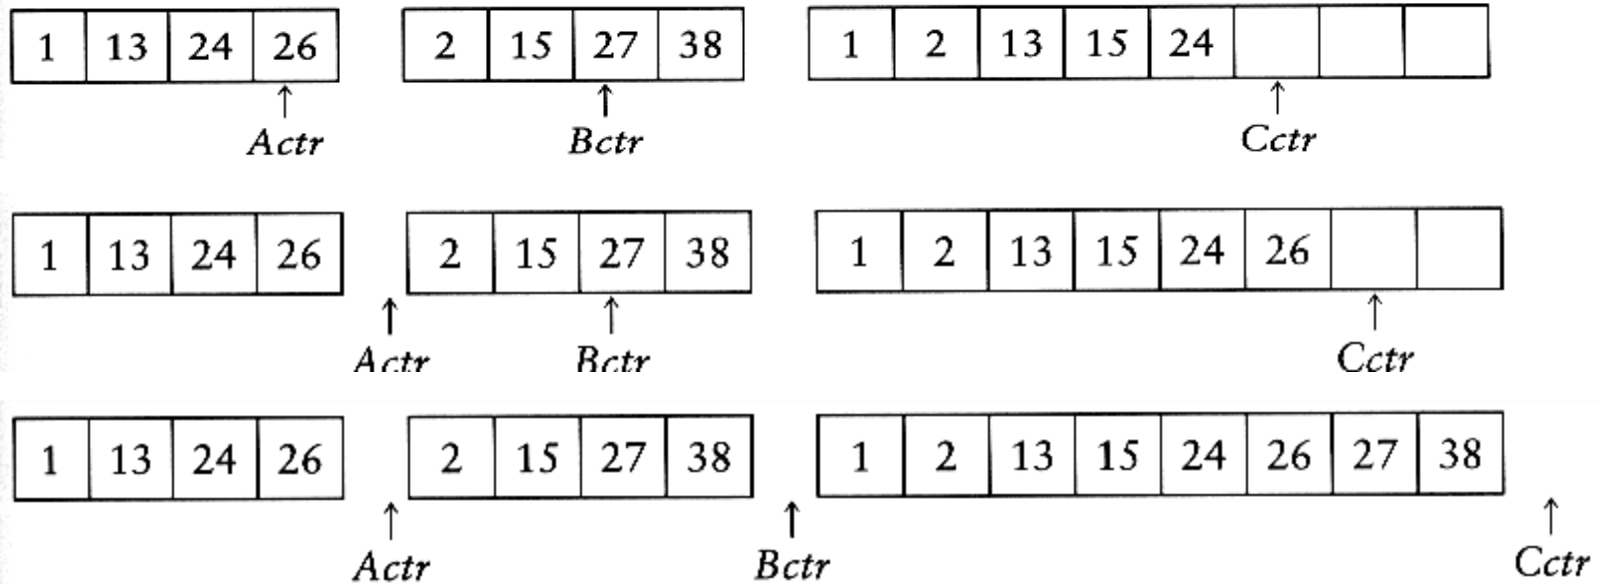 1 13 24 26 2 15 27 38 1 2 13 15 24
Actr Bctr Cctr
1 13 24 26 2 15 27 38 1 2 13 15 24 26
Actr Bctr Cctr
1 13 24 26 2 15 27 38 1 2 13 15 24 26 27 38
Actr Bctr Cctr